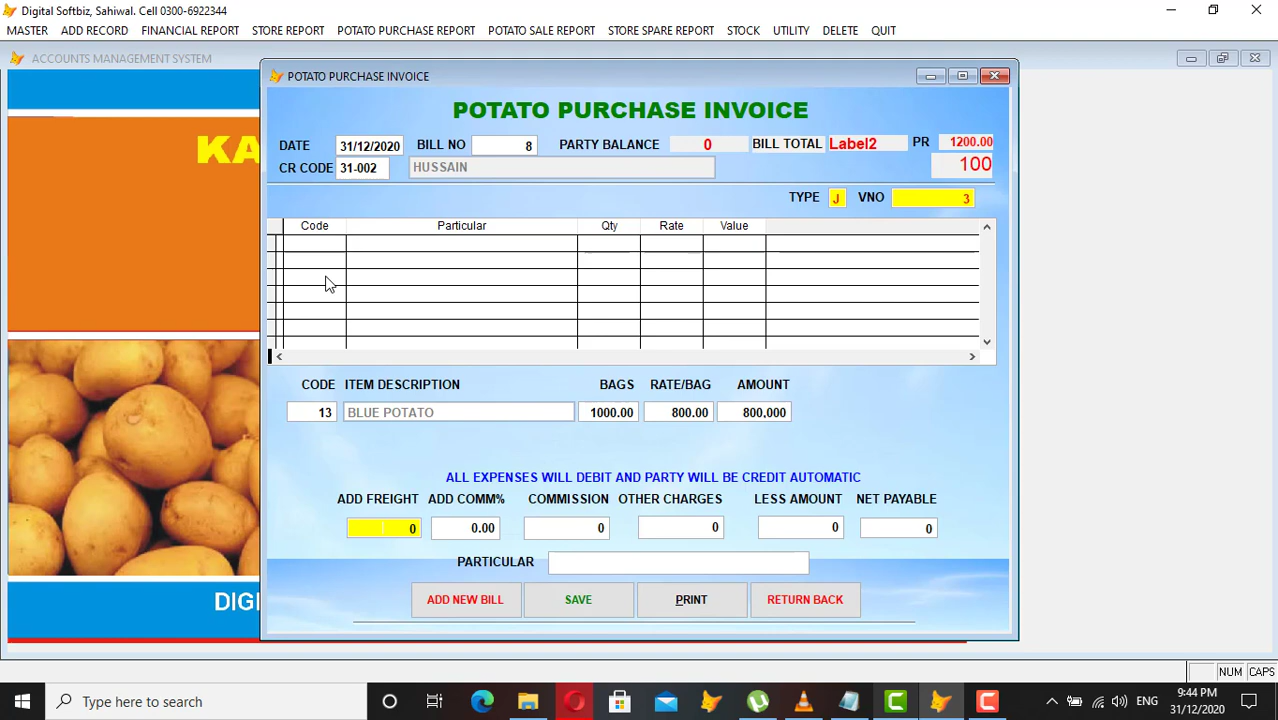 Digital Softbiz, Sahiwal. Cell 0300-6922344
MASTER ADD RECORD FINANCIAL REPORT STORE REPORT POTATO PURCHASE REPORT POTATO SALE REPORT STORE SPARE REPORT STOCK UTILITY DELETE QUIT
ACCOUNTS MANAGEMENT SYSTEM
KA
DIGI
POTATO PURCHASE INVOICE
POTATO PURCHASE INVOICE
DATE 31/12/2020 BILL NO 8 PARTY BALANCE 0 BILL TOTAL Label2 PR 1200.00
CR CODE 31-002 HUSSAIN 100
TYPE J VNO 3
Code Particular Qty Rate Value
CODE ITEM DESCRIPTION BAGS RATE/BAG AMOUNT
13 BLUE POTATO 1000.00 800.00 800,000
ALL EXPENSES WILL DEBIT AND PARTY WILL BE CREDIT AUTOMATIC
ADD FREIGHT ADD COMM% COMMISSION OTHER CHARGES LESS AMOUNT NET PAYABLE
0 0.00 0 0 0 0
PARTICULAR
ADD NEW BILL SAVE PRINT RETURN BACK
NUM CAPS
Type here to search
ENG
9:44 PM
31/12/2020